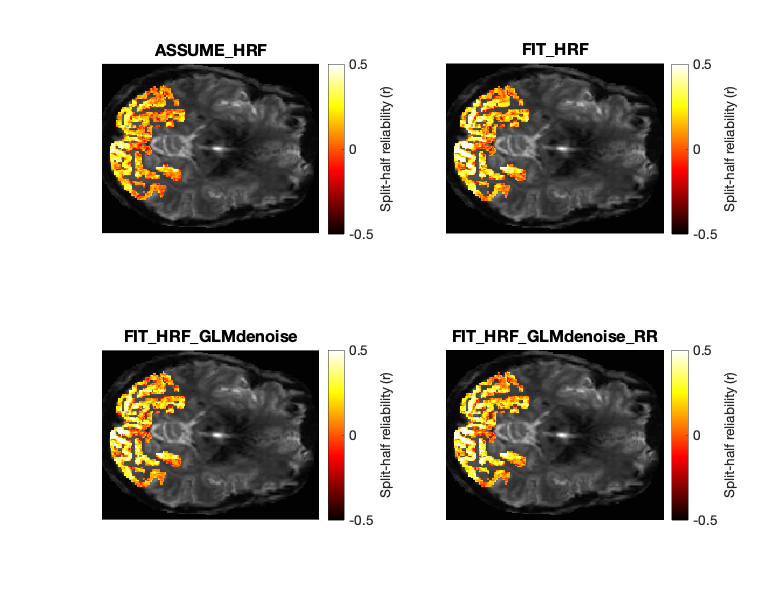 ASSUME_HRF
0.5
0
-0.5
Split-half reliability (r)
FIT_HRF
0.5
0
-0.5
Split-half reliability (r)
FIT_HRF_GLMdenoise
0.5
0
-0.5
Split-half reliability (r)
FIT_HRF_GLMdenoise_RR
0.5
0
-0.5
Split-half reliability (r)